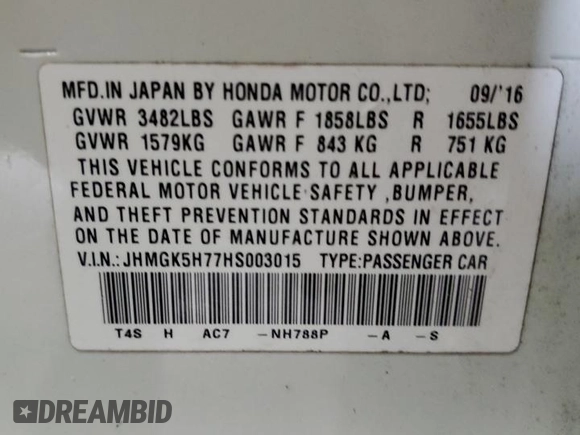 MFD.IN JAPAN BY HONDA MOTOR CO.,LTD; 09/'16
GVWR 3482LBS GAWR F 1858LBS R 1655LBS
GVWR 1579KG GAWR F 843 KG R 751 KG
THIS VEHICLE CONFORMS TO ALL APPLICABLE
FEDERAL MOTOR VEHICLE SAFETY ,BUMPER,
AND THEFT PREVENTION STANDARDS IN EFFECT
ON THE DATE OF MANUFACTURE SHOWN ABOVE.
V.I.N.: JHMGK5H77HS003015 TYPE:PASSENGER CAR
T4S H AC7 -NH788P -A -S
DREAMBID